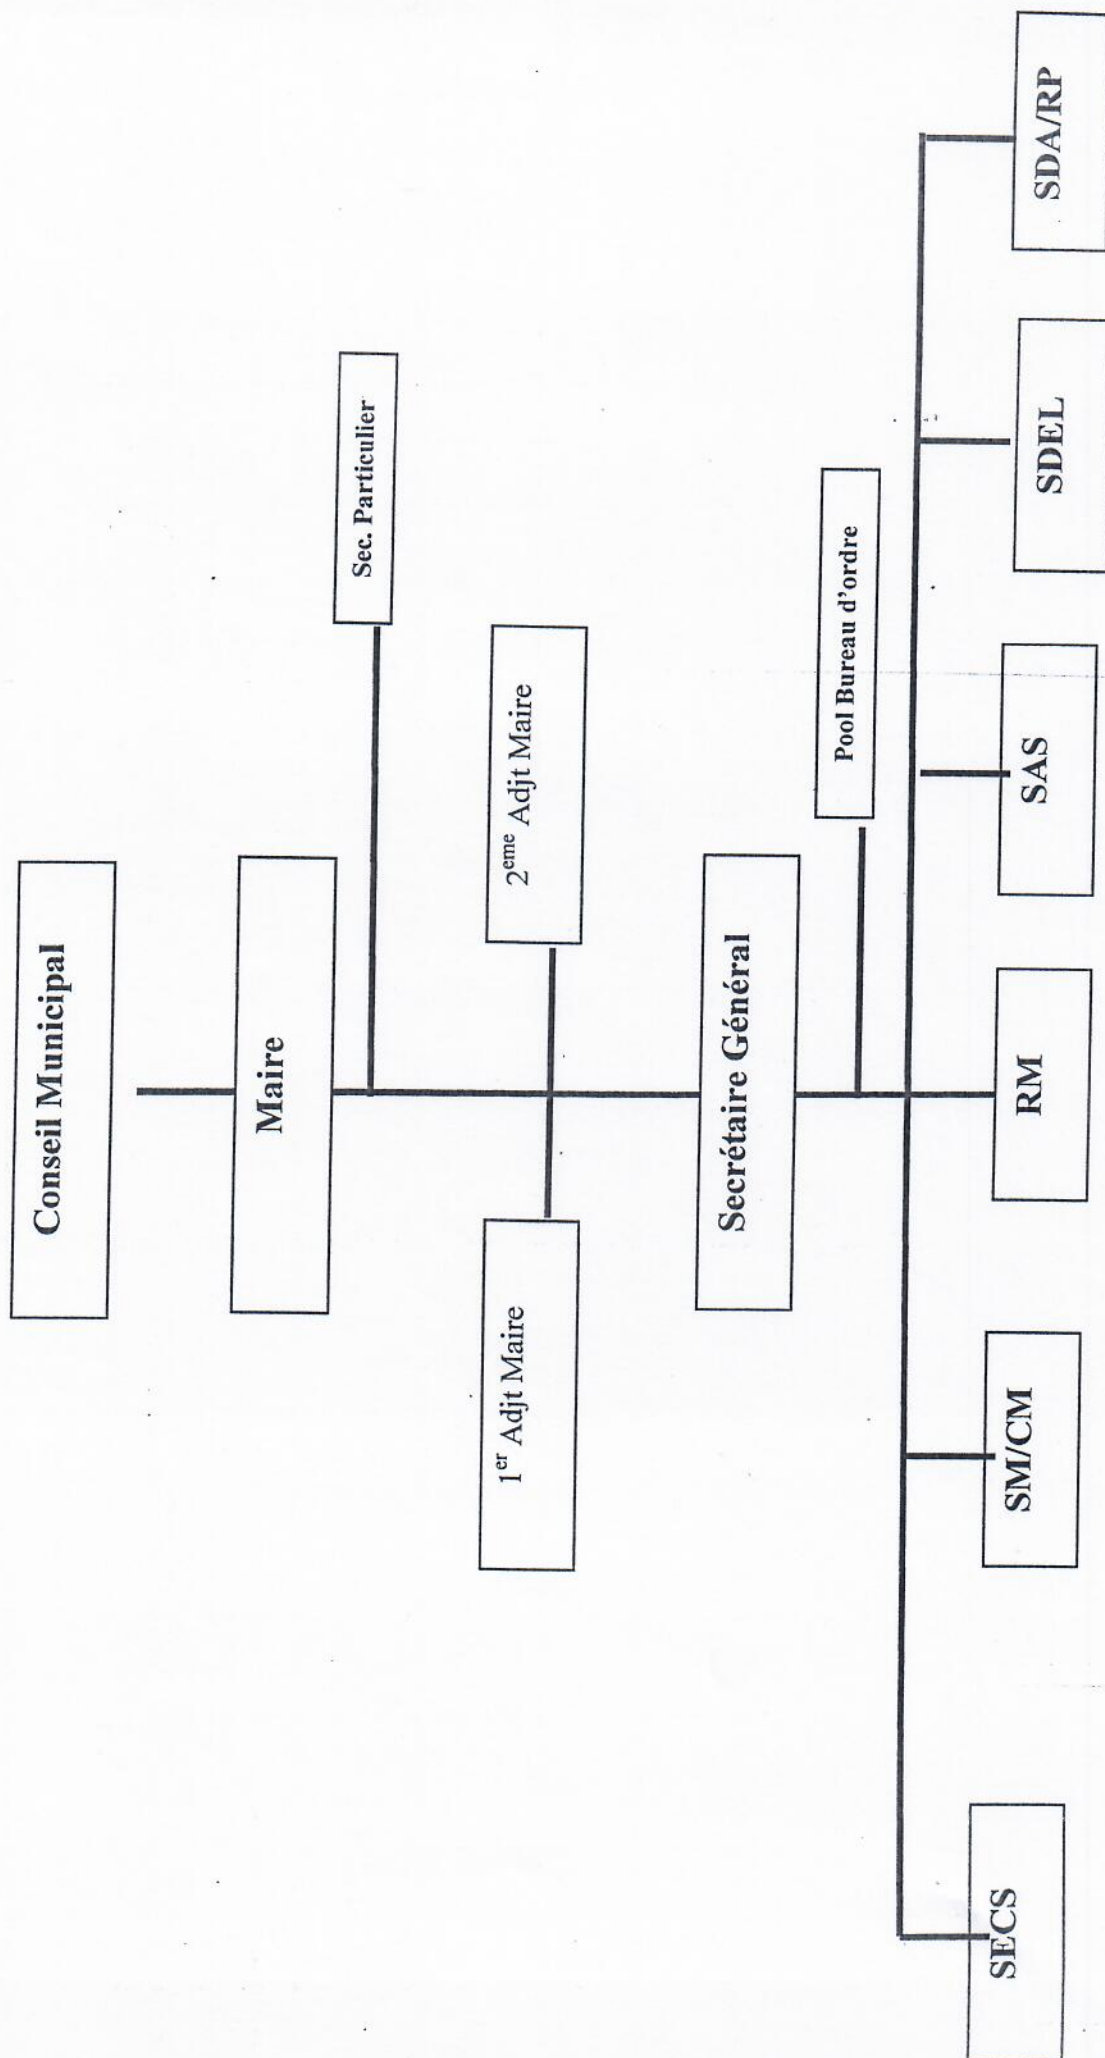 Conseil Municipal
Maire
Sec. Particulier
1er Adjt Maire
2eme Adjt Maire
Secrétaire Général
Pool Bureau d'ordre
SECS
SM/CM
RM
SAS
SDEL
SDA/RP